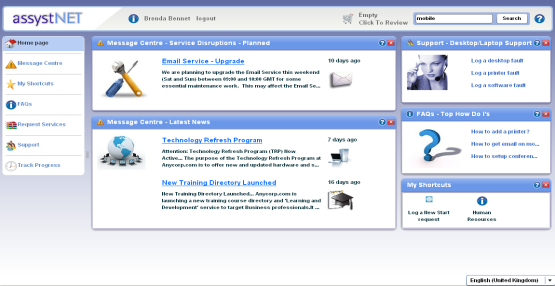 assystNET
Brenda Bennet logout
Empty
Click To Review
mobile
Search
Home page
Message Centre
My Shortcuts
FAQs
Request Services
Support
Track Progress
Message Centre - Service Disruptions - Planned
Email Service - Upgrade
10 days ago
We are planning to upgrade the Email Service this weekend
(Sat and Sun) between 09:00 and 18:00 GMT for some
essential maintenance work. This may affect the Email Se...
Message Centre - Latest News
Technology Refresh Program
7 days ago
Attention: Technology Refresh Program (TRP) Now
Active.... The purpose of the Technology Refresh Program at
Anycorp.com is to offer new and updated hardware and s...
New Training Directory Launched
16 days ago
New Training Directory Launched... Anycorp.com is
launching a new training course directory and 'Learning and
Development' service to target Business professionals.It ...
Support - Desktop/Laptop Support
Log a desktop fault
Log a printer fault
Log a software fault
FAQs - Top How Do I's
How to add a printer?
How to get email on mo...
How to setup conferen...
My Shortcuts
Log a New Start
request
Human
Resources
English (United Kingdom)